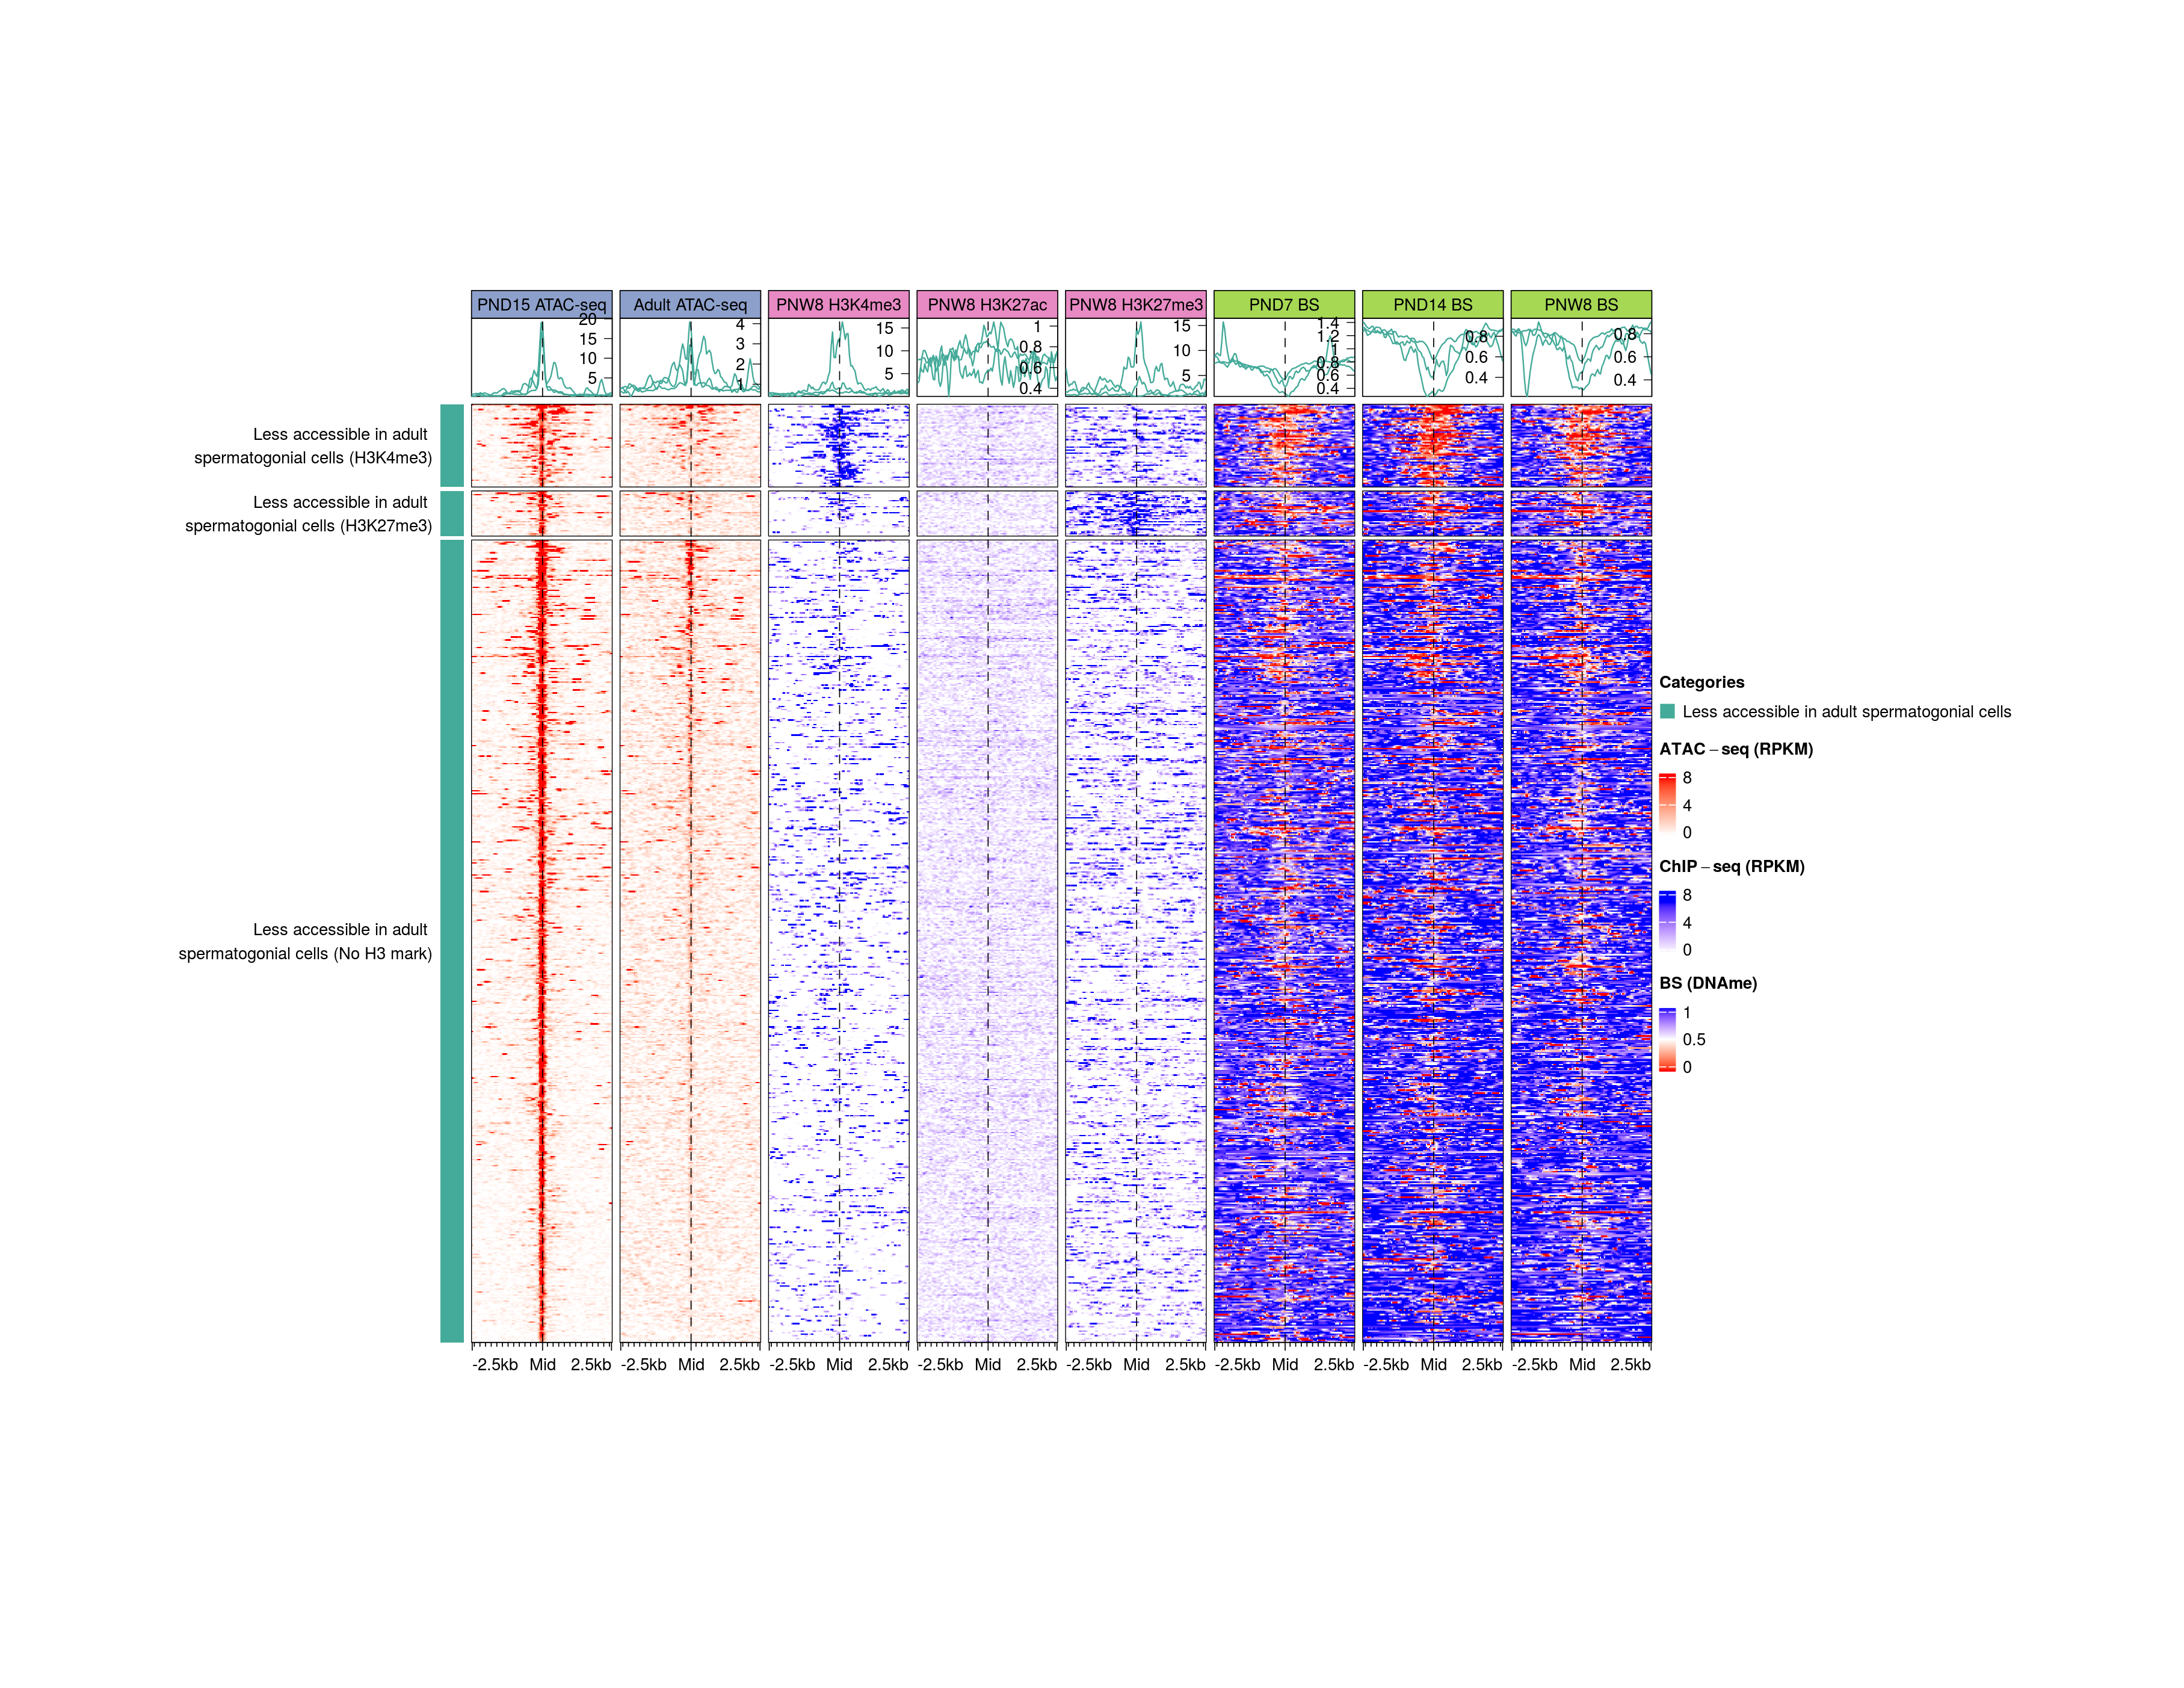 PND15 ATAC-seq
Adult ATAC-seq
PNW8 H3K4me3
PNW8 H3K27ac
PNW8 H3K27me3
PND7 BS
PND14 BS
PNW8 BS
20
15
10
5
4
3
2
1
15
10
5
1
0.8
0.6
0.4
15
10
5
1.4
1.2
1
0.8
0.6
0.4
0.8
0.6
0.4
0.8
0.6
0.4
Less accessible in adult
spermatogonial cells (H3K4me3)
Less accessible in adult
spermatogonial cells (H3K27me3)
Less accessible in adult
spermatogonial cells (No H3 mark)
-2.5kb Mid 2.5kb
-2.5kb Mid 2.5kb
-2.5kb Mid 2.5kb
-2.5kb Mid 2.5kb
-2.5kb Mid 2.5kb
-2.5kb Mid 2.5kb
-2.5kb Mid 2.5kb
-2.5kb Mid 2.5kb
Categories
Less accessible in adult spermatogonial cells
ATAC−seq (RPKM)
8
4
0
ChIP−seq (RPKM)
8
4
0
BS (DNAme)
1
0.5
0